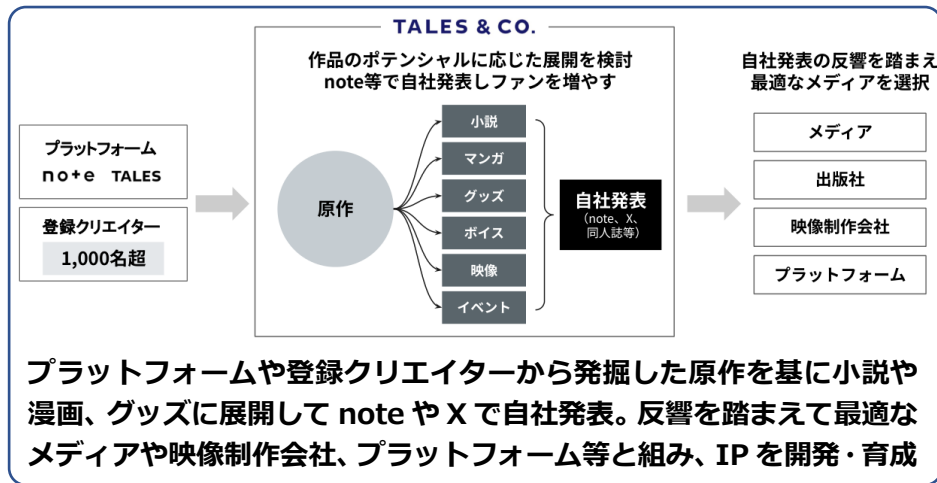 TALES & CO.
作品のポテンシャルに応じた展開を検討
note等で自社発表しファンを増やす
自社発表の反響を踏まえ
最適なメディアを選択
プラットフォーム
note TALES
登録クリエイター
1,000名超
原作
小説
マンガ
グッズ
ボイス
映像
イベント
自社発表
(note、X、
同人誌等)
メディア
出版社
映像制作会社
プラットフォーム
プラットフォームや登録クリエイターから発掘した原作を基に小説や
漫画、グッズに展開して note や X で自社発表。反響を踏まえて最適な
メディアや映像制作会社、プラットフォーム等と組み、IP を開発・育成